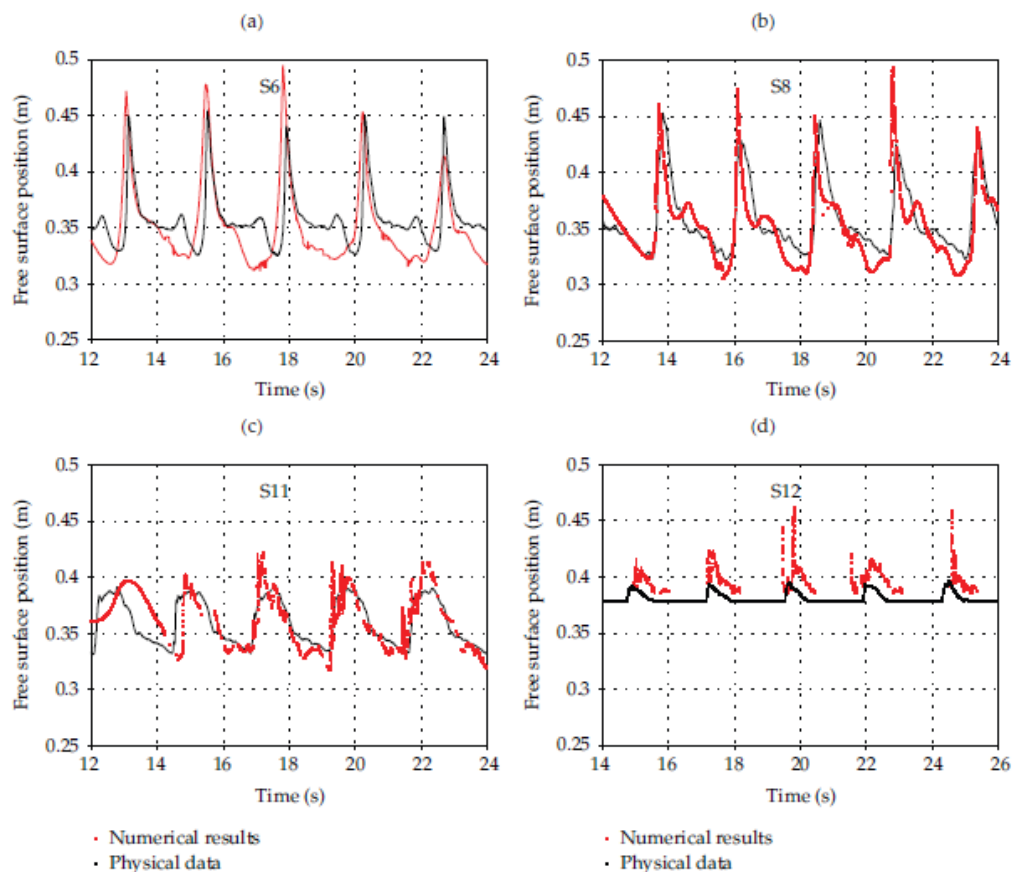 (a)
0.5
0.45
0.4
0.35
0.3
0.25
Free surface position (m)
S6
12 14 16 18 20 22 24
Time (s)
(b)
0.5
0.45
0.4
0.35
0.3
0.25
Free surface position (m)
S8
12 14 16 18 20 22 24
Time (s)
(c)
0.5
0.45
0.4
0.35
0.3
0.25
Free surface position (m)
S11
12 14 16 18 20 22 24
Time (s)
Numerical results
Physical data
(d)
0.5
0.45
0.4
0.35
0.3
0.25
Free surface position (m)
S12
14 16 18 20 22 24 26
Time (s)
Numerical results
Physical data